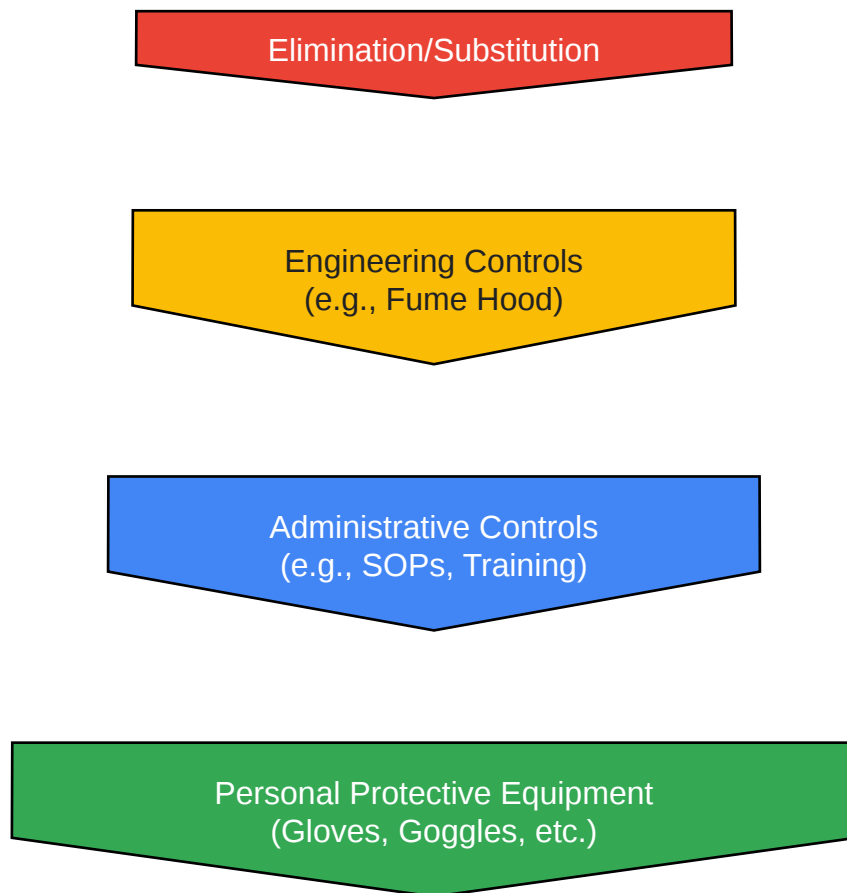 Elimination/Substitution
Engineering Controls
(e.g., Fume Hood)
Administrative Controls
(e.g., SOPs, Training)
Personal Protective Equipment
(Gloves, Goggles, etc.)